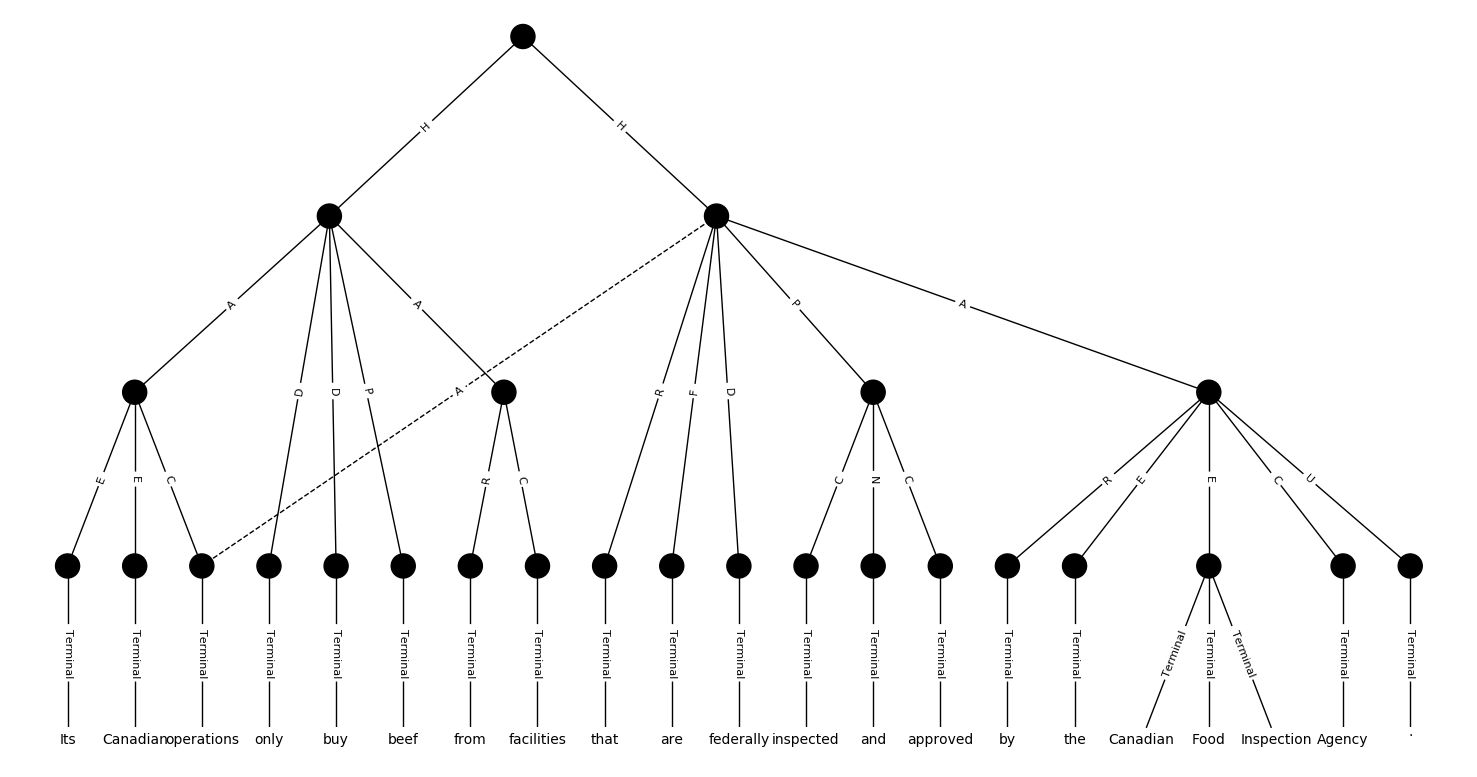 H H
A A P A
D D P A R F D
E E C R C C N C R E E C U
Terminal Terminal Terminal Terminal Terminal Terminal Terminal Terminal Terminal Terminal Terminal Terminal Terminal Terminal Terminal Terminal Terminal Terminal Terminal Terminal Terminal
Its Canadian operations only buy beef from facilities that are federally inspected and approved by the Canadian Food Inspection Agency .